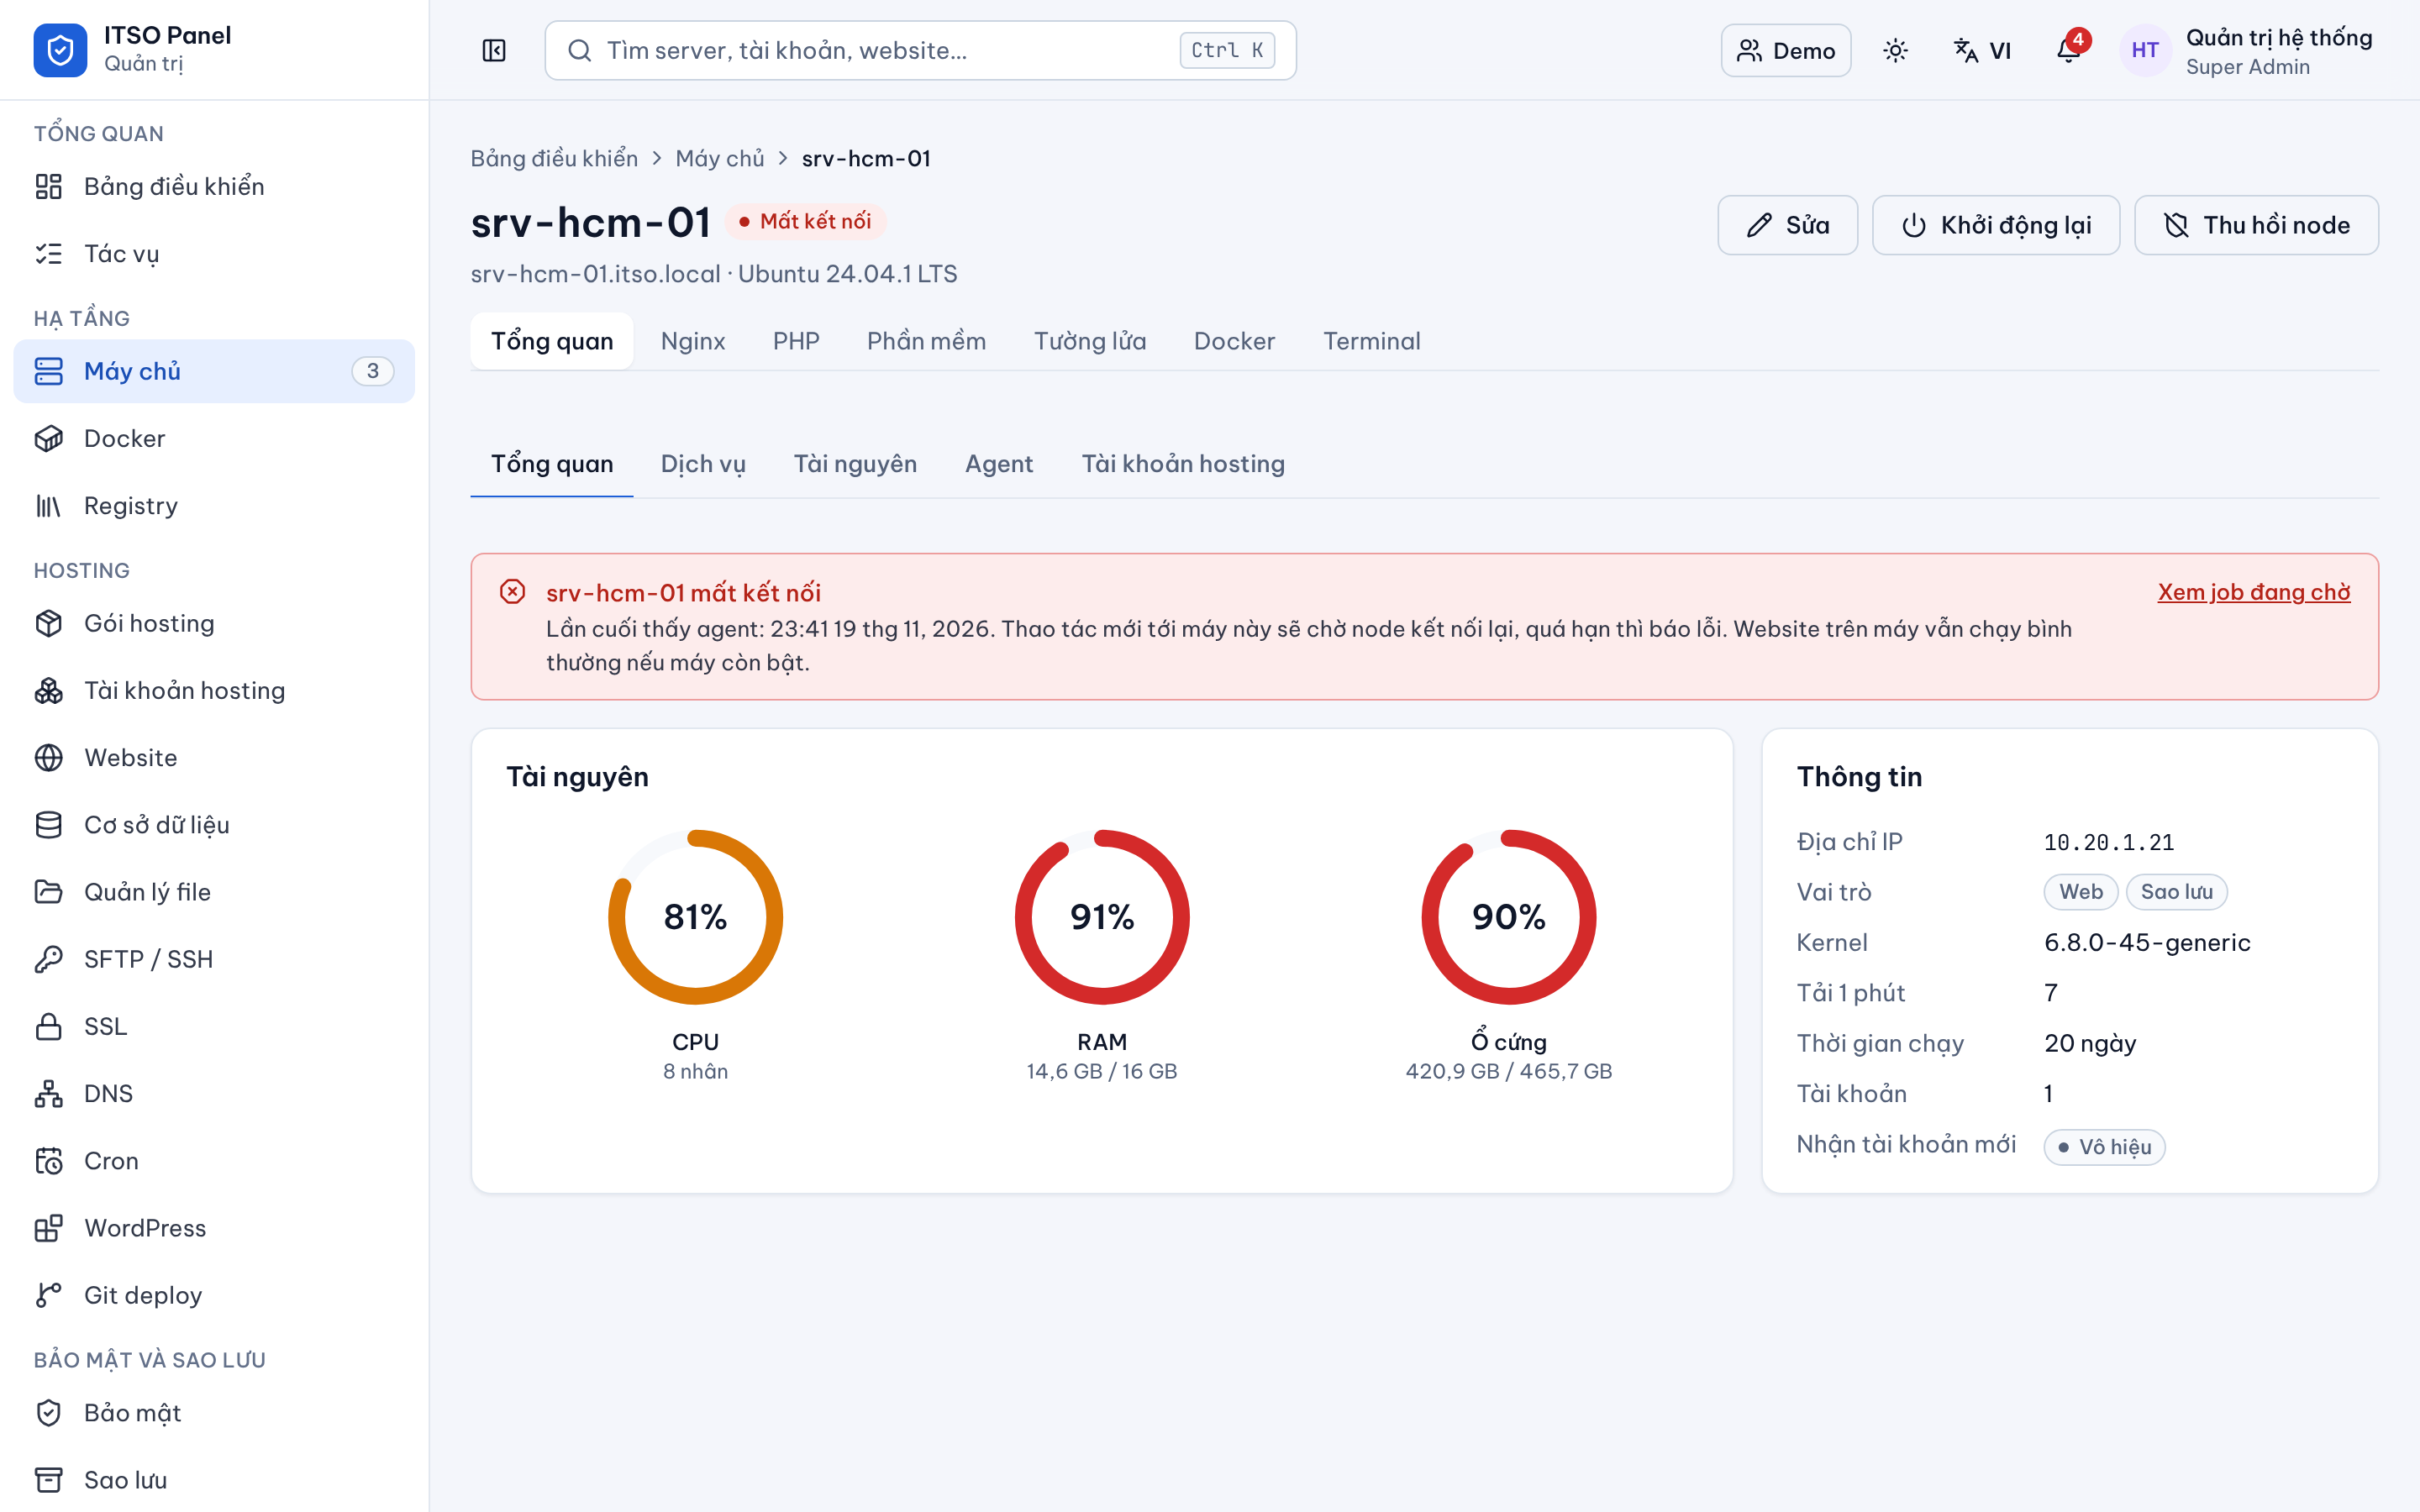 ITSO Panel
Quản trị
Tìm server, tài khoản, website...
Ctrl K
Demo
VI
4
HT
Quản trị hệ thống
Super Admin
TỔNG QUAN
Bảng điều khiển
Tác vụ
HẠ TẦNG
Máy chủ
3
Docker
Registry
HOSTING
Gói hosting
Tài khoản hosting
Website
Cơ sở dữ liệu
Quản lý file
SFTP / SSH
SSL
DNS
Cron
WordPress
Git deploy
BẢO MẬT VÀ SAO LƯU
Bảo mật
Sao lưu
Bảng điều khiển > Máy chủ > srv-hcm-01
srv-hcm-01
Mất kết nối
srv-hcm-01.itso.local · Ubuntu 24.04.1 LTS
Sửa
Khởi động lại
Thu hồi node
Tổng quan
Nginx
PHP
Phần mềm
Tường lửa
Docker
Terminal
Tổng quan
Dịch vụ
Tài nguyên
Agent
Tài khoản hosting
srv-hcm-01 mất kết nối
Xem job đang chờ
Lần cuối thấy agent: 23:41 19 thg 11, 2026. Thao tác mới tới máy này sẽ chờ node kết nối lại, quá hạn thì báo lỗi. Website trên máy vẫn chạy bình
thường nếu máy còn bật.
Tài nguyên
81%
CPU
8 nhân
91%
RAM
14,6 GB / 16 GB
90%
Ổ cứng
420,9 GB / 465,7 GB
Thông tin
Địa chỉ IP
10.20.1.21
Vai trò
Web
Sao lưu
Kernel
6.8.0-45-generic
Tải 1 phút
7
Thời gian chạy
20 ngày
Tài khoản
1
Nhận tài khoản mới
Vô hiệu